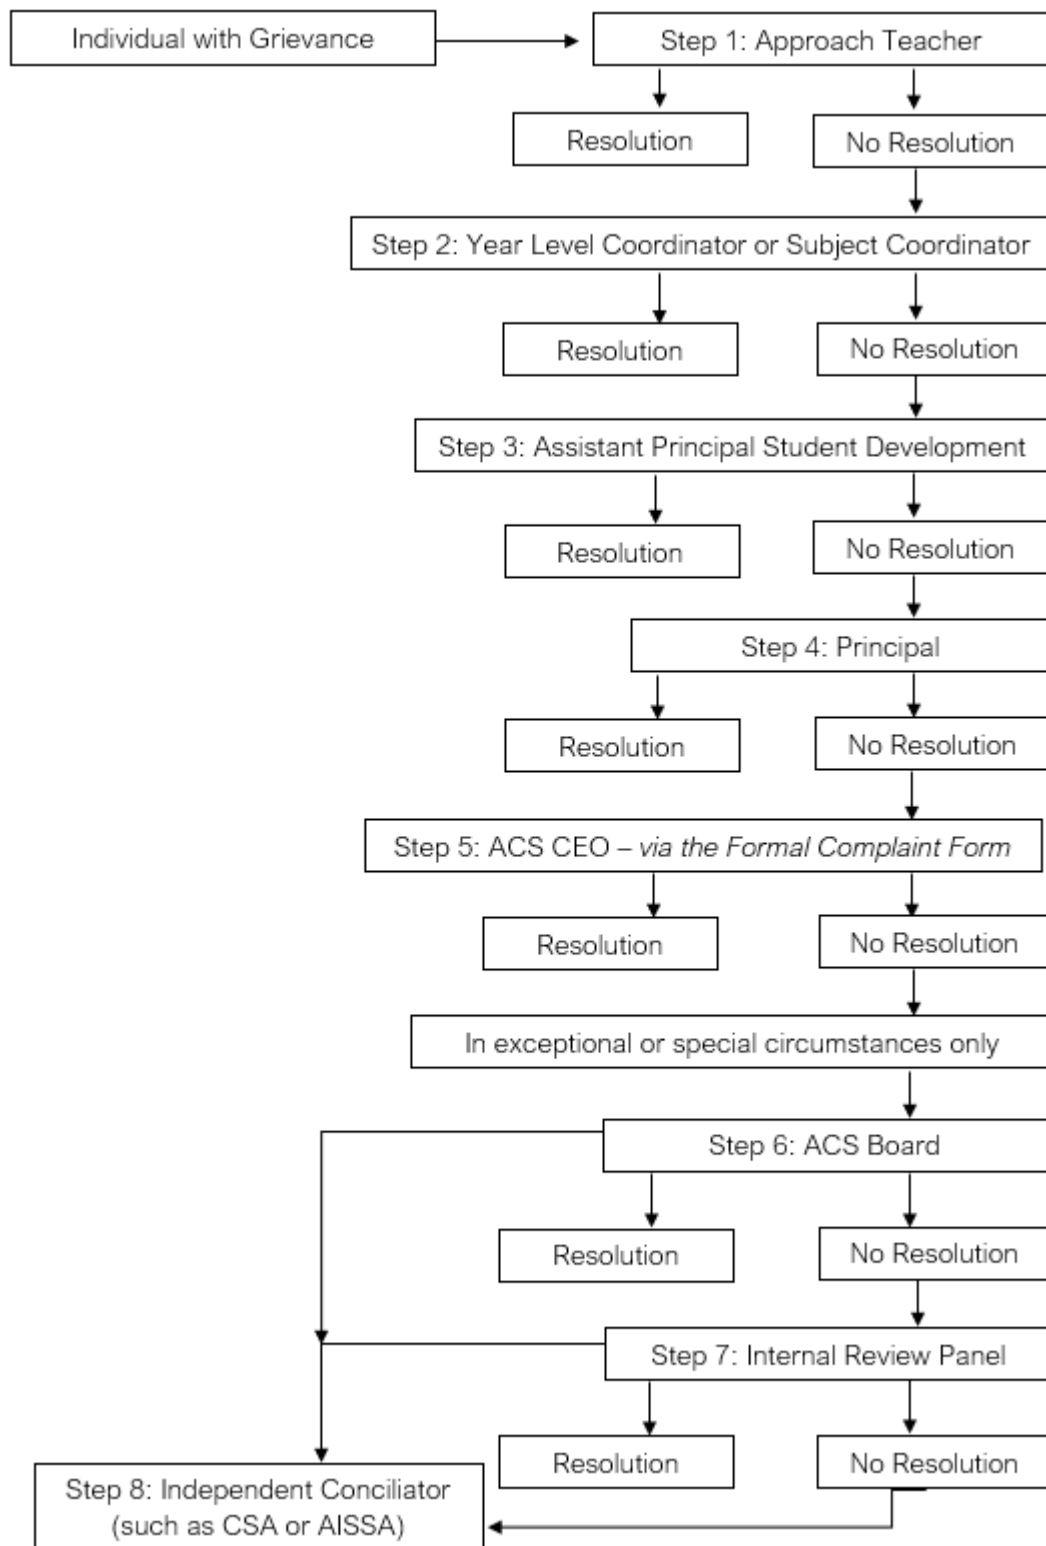 Individual with Grievance
Step 1: Approach Teacher
Resolution
No Resolution
Step 2: Year Level Coordinator or Subject Coordinator
Resolution
No Resolution
Step 3: Assistant Principal Student Development
Resolution
No Resolution
Step 4: Principal
Resolution
No Resolution
Step 5: ACS CEO – via the Formal Complaint Form
Resolution
No Resolution
In exceptional or special circumstances only
Step 6: ACS Board
Resolution
No Resolution
Step 7: Internal Review Panel
Resolution
No Resolution
Step 8: Independent Conciliator
(such as CSA or AISSA)